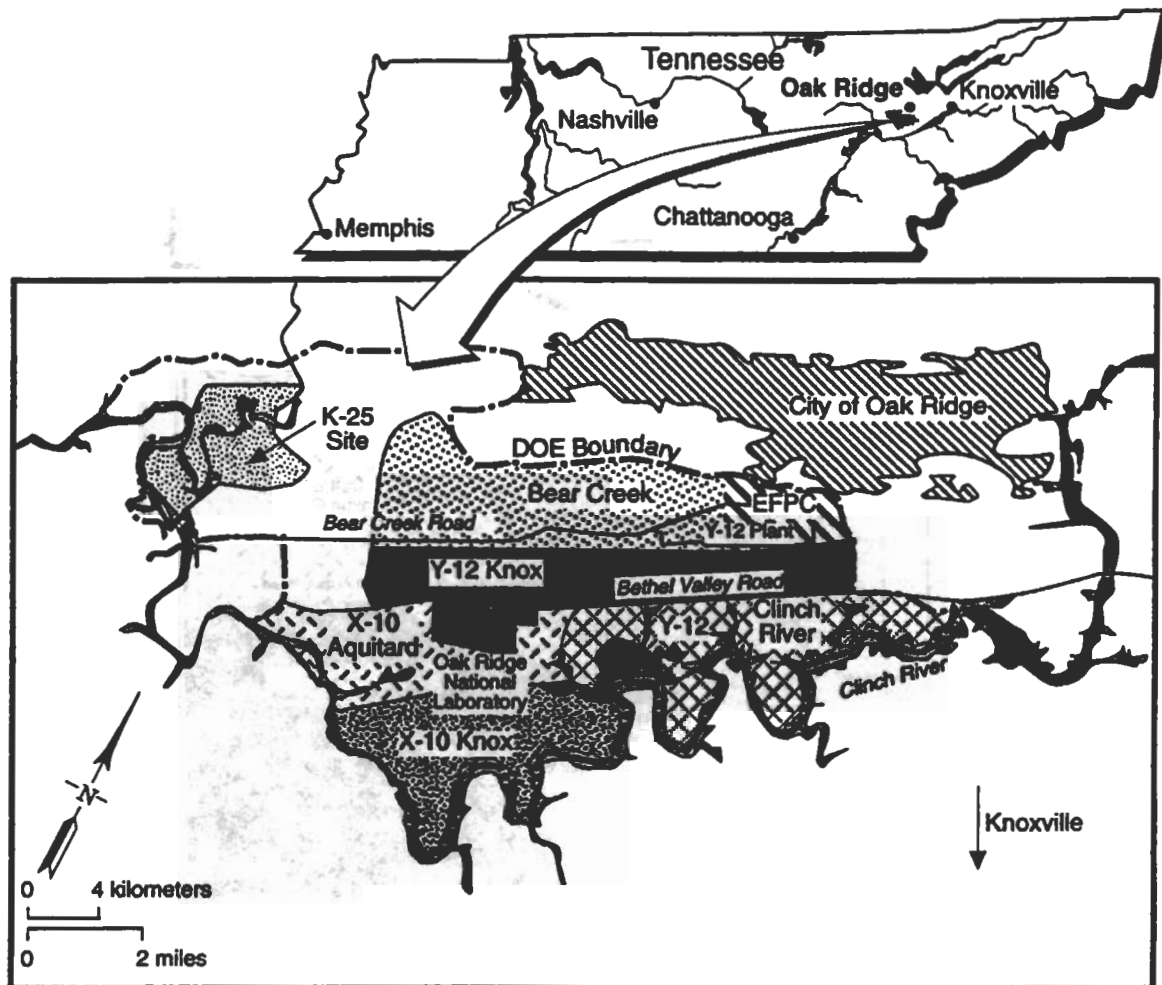 Tennessee
Oak Ridge
Knoxville
Nashville
Chattanooga
Memphis
K-25
Site
City of Oak Ridge
DOE Boundary
Bear Creek
EFPC
Bear Creek Road
Y-12 Plant
Y-12 Knox
Bethel Valley Road
X-10
Aquitard
Y-12
Clinch
River
Oak Ridge
National
Laboratory
Clinch River
X-10 Knox
N
Knoxville
0 4 kilometers
0 2 miles